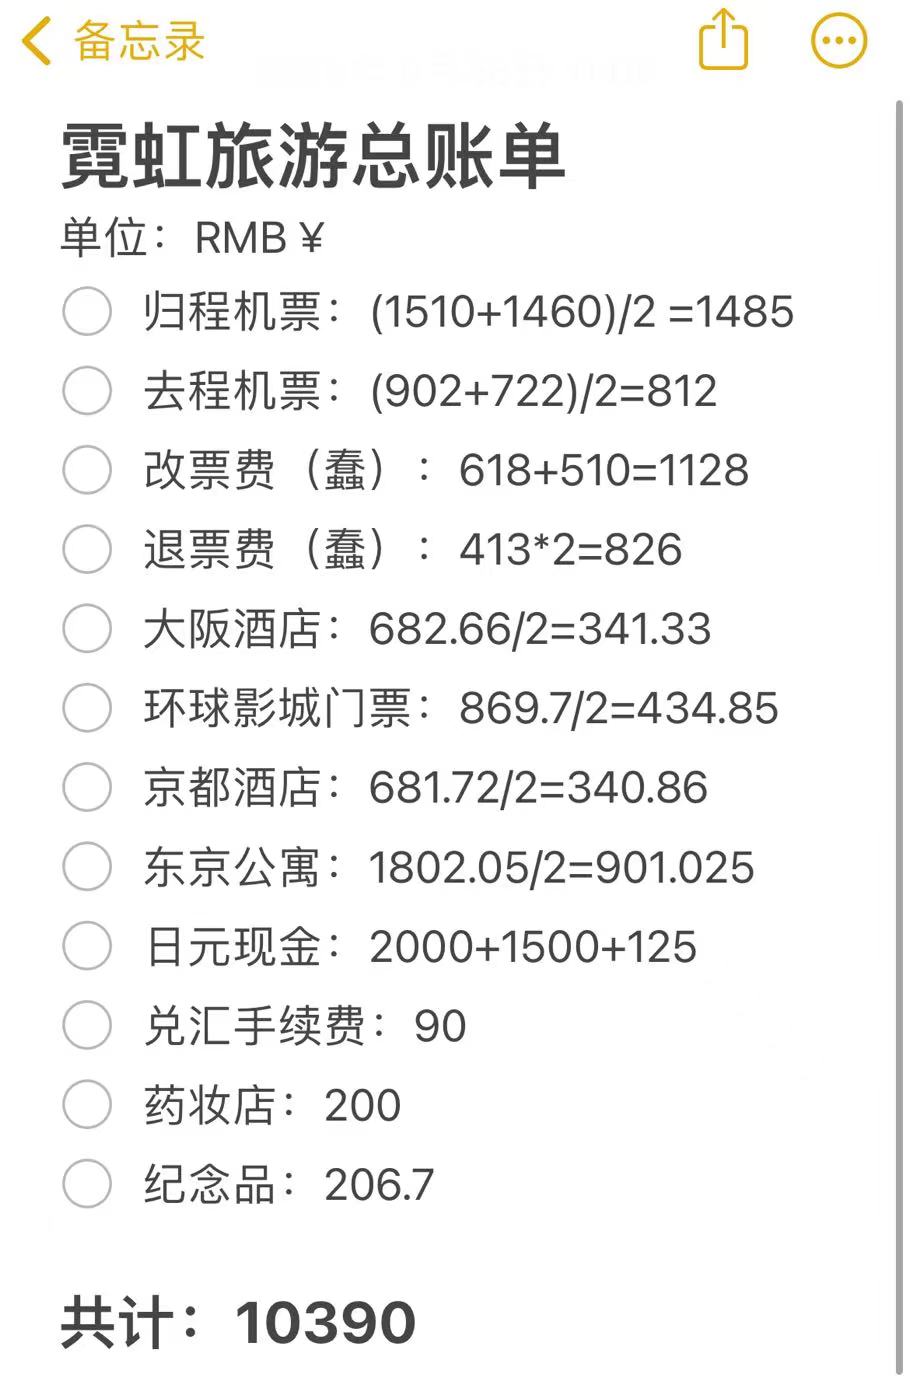 备忘录
霓虹旅游总账单
单位：RMB ¥
归程机票：(1510+1460)/2 =1485
去程机票：(902+722)/2=812
改票费（蠢）：618+510=1128
退票费（蠢）：413*2=826
大阪酒店：682.66/2=341.33
环球影城门票：869.7/2=434.85
京都酒店：681.72/2=340.86
东京公寓：1802.05/2=901.025
日元现金：2000+1500+125
兑汇手续费：90
药妆店：200
纪念品：206.7
共计：10390